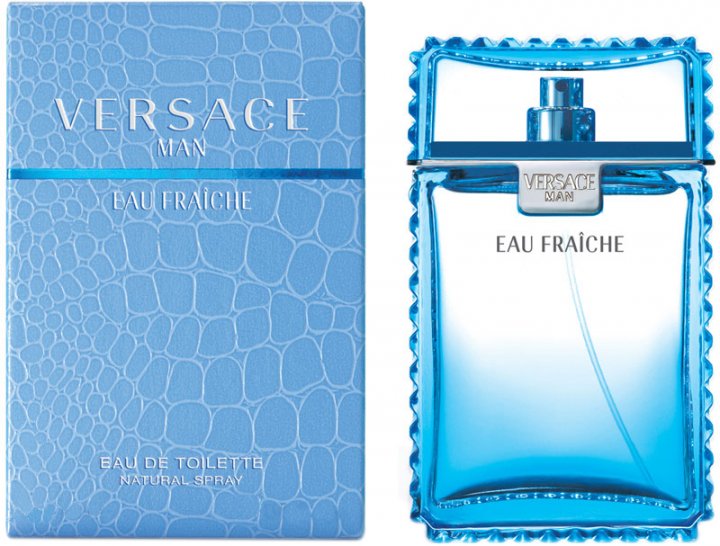 VERSACE
MAN
EAU FRAÎCHE
EAU DE TOILETTE
NATURAL SPRAY
VERSACE
MAN
EAU FRAÎCHE